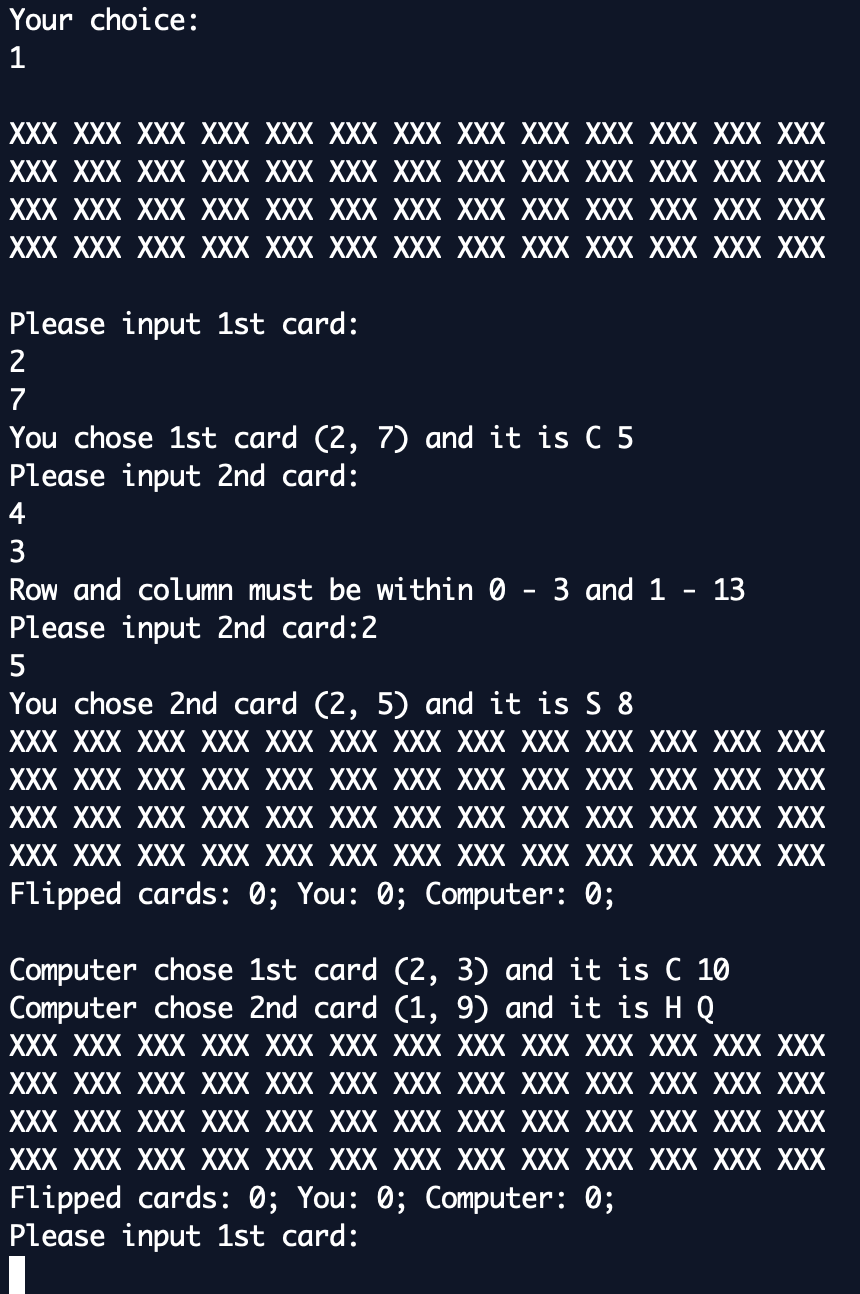 Your choice:
1
XXX XXX XXX XXX XXX XXX XXX XXX XXX XXX XXX XXX XXX
XXX XXX XXX XXX XXX XXX XXX XXX XXX XXX XXX XXX XXX
XXX XXX XXX XXX XXX XXX XXX XXX XXX XXX XXX XXX XXX
XXX XXX XXX XXX XXX XXX XXX XXX XXX XXX XXX XXX XXX
Please input 1st card:
2
7
You chose 1st card (2, 7) and it is C 5
Please input 2nd card:
4
3
Row and column must be within 0 - 3 and 1 - 13
Please input 2nd card:2
5
You chose 2nd card (2, 5) and it is S 8
XXX XXX XXX XXX XXX XXX XXX XXX XXX XXX XXX XXX XXX
XXX XXX XXX XXX XXX XXX XXX XXX XXX XXX XXX XXX XXX
XXX XXX XXX XXX XXX XXX XXX XXX XXX XXX XXX XXX XXX
XXX XXX XXX XXX XXX XXX XXX XXX XXX XXX XXX XXX XXX
Flipped cards: 0; You: 0; Computer: 0;
Computer chose 1st card (2, 3) and it is C 10
Computer chose 2nd card (1, 9) and it is H Q
XXX XXX XXX XXX XXX XXX XXX XXX XXX XXX XXX XXX XXX
XXX XXX XXX XXX XXX XXX XXX XXX XXX XXX XXX XXX XXX
XXX XXX XXX XXX XXX XXX XXX XXX XXX XXX XXX XXX XXX
XXX XXX XXX XXX XXX XXX XXX XXX XXX XXX XXX XXX XXX
Flipped cards: 0; You: 0; Computer: 0;
Please input 1st card: